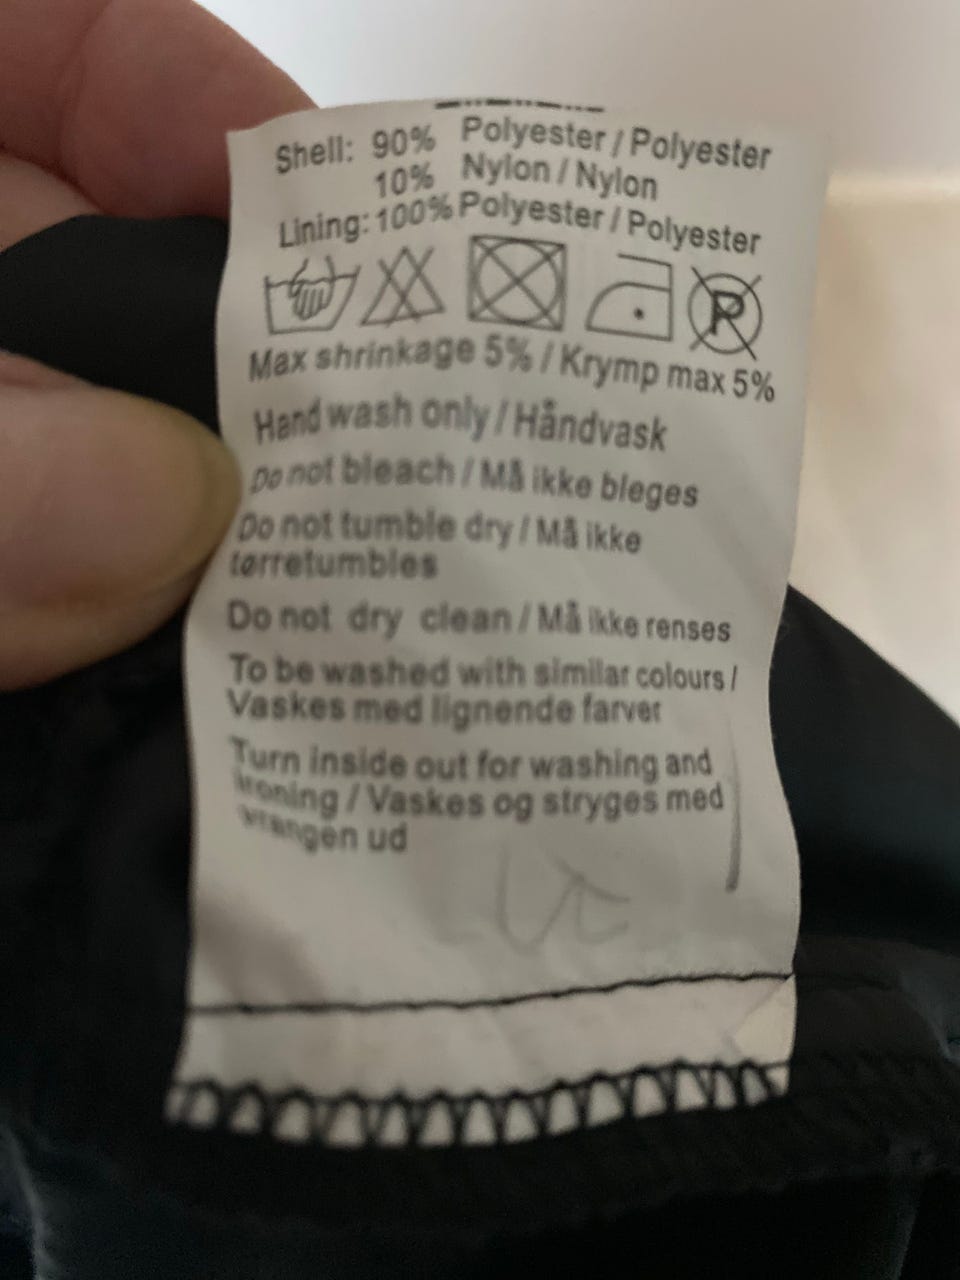 Shell: 90% Polyester / Polyester
10% Nylon / Nylon
Lining: 100% Polyester / Polyester
P
Max shrinkage 5% / Krymp max 5%
Hand wash only / Håndvask
Do not bleach / Må ikke bleges
Do not tumble dry / Må ikke
tørretumbles
Do not dry clean / Må ikke renses
To be washed with similar colours /
Vaskes med lignende farver
Turn inside out for washing and
ironing / Vaskes og stryges med
vrangen ud